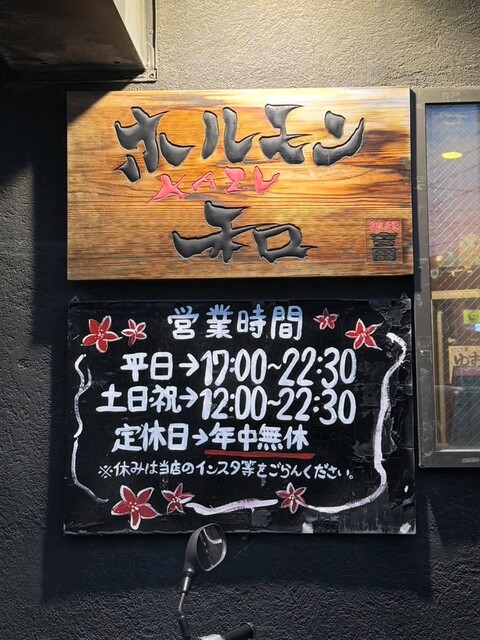 ホルモン
KAZU
和
営業時間
平日→17:00~22:30
土日・祝→12:00~22:30
定休日→年中無休
※休みは当店のインスタ等をごらんください。